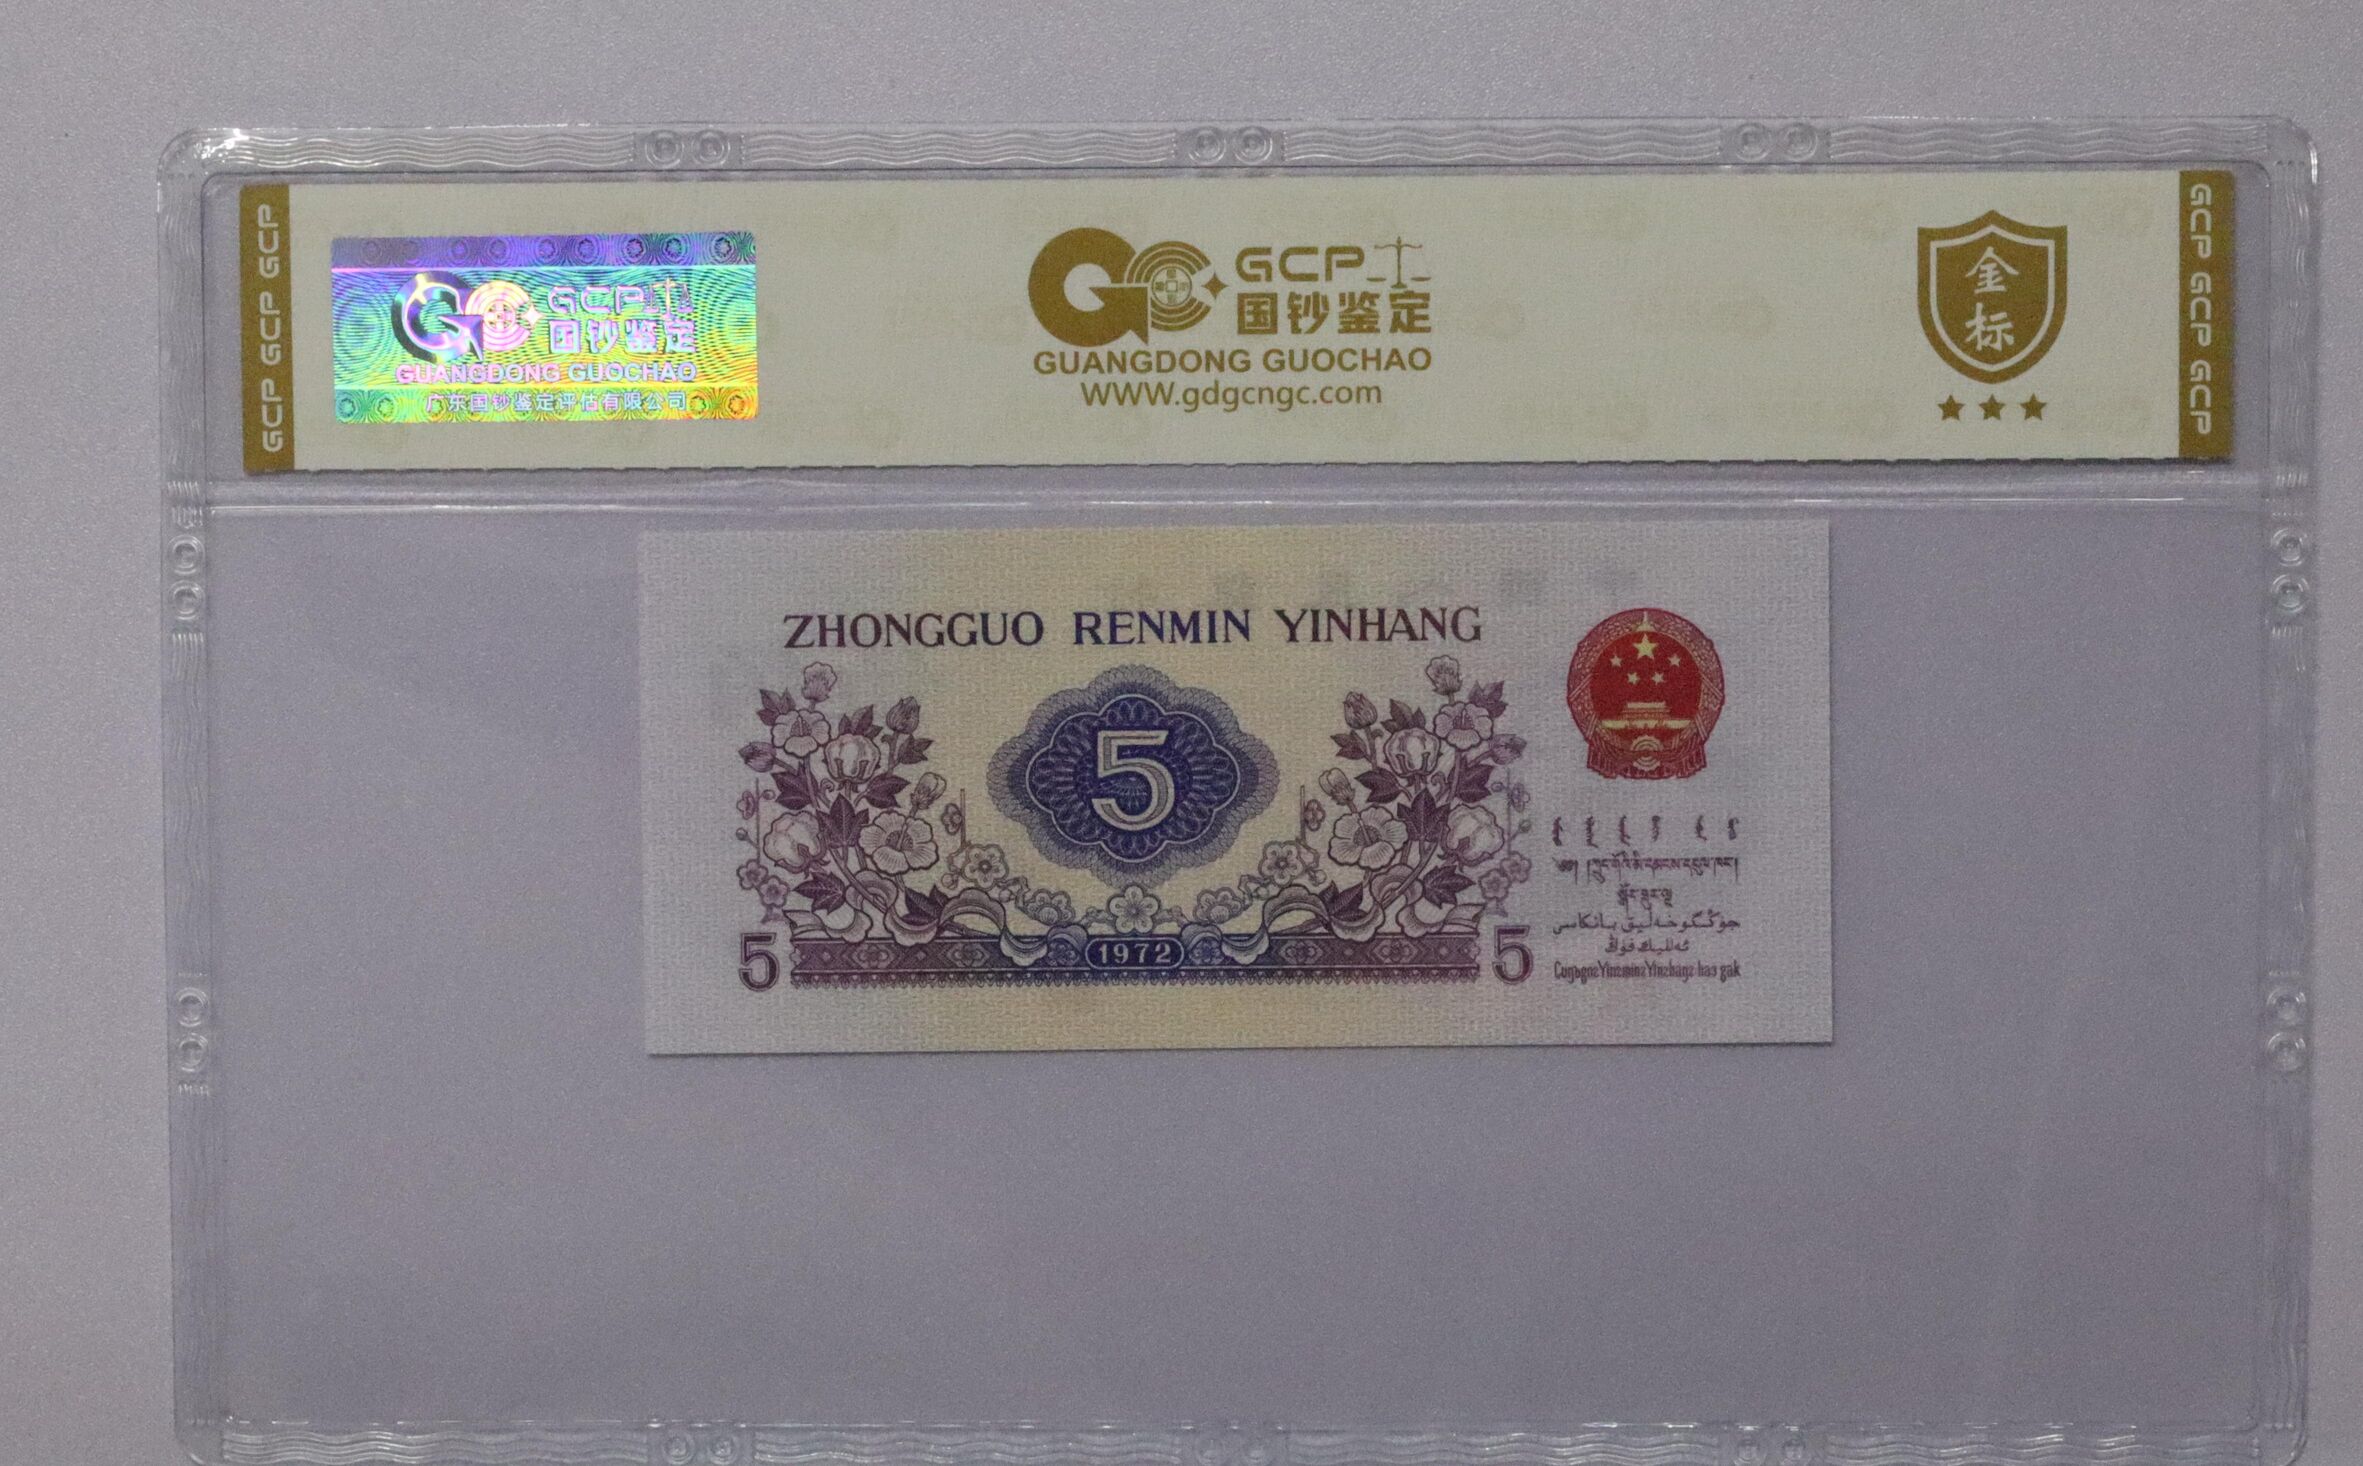 GCP GCP GCP
GCP
国钞鉴定
GUANGDONG GUOCHAO
广东国钞鉴定评估有限公司
GCP
国钞鉴定
GUANGDONG GUOCHAO
WWW.gdgcngc.com
金
标
GCP GCP GCP
ZHONGGUO RENMIN YINHANG
5
5
1972
5
جۇڭگوخەلىق بانكاسى